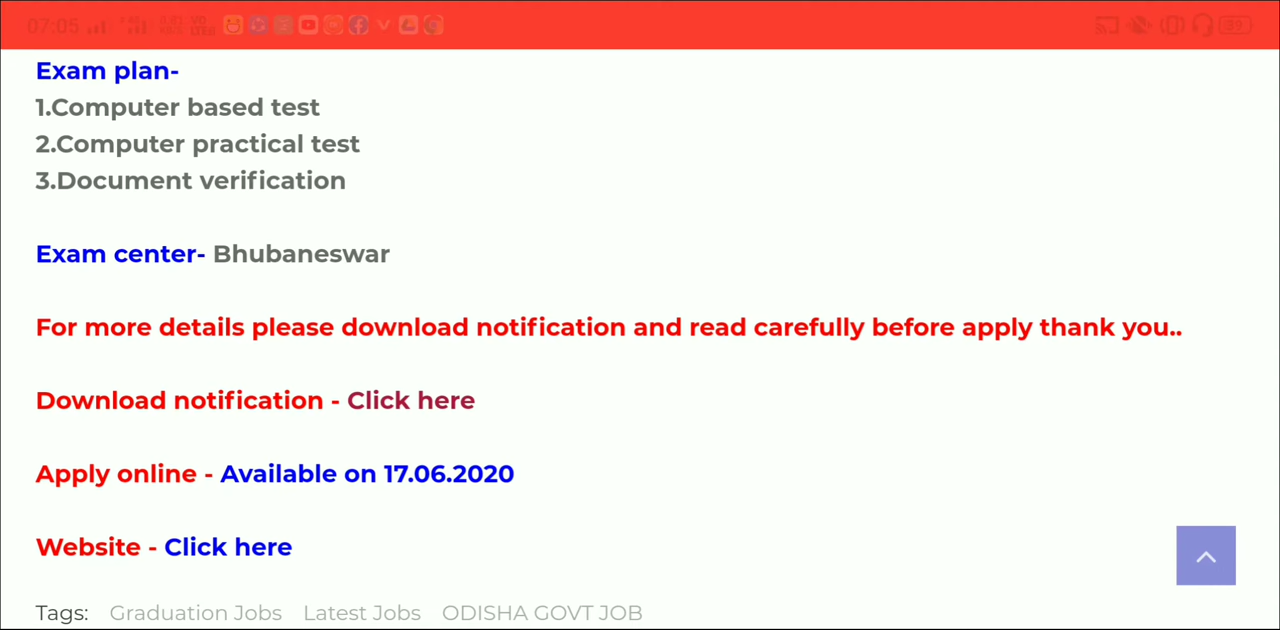 07:05
Exam plan-
1.Computer based test
2.Computer practical test
3.Document verification
Exam center- Bhubaneswar
For more details please download notification and read carefully before apply thank you..
Download notification - Click here
Apply online - Available on 17.06.2020
Website - Click here
Tags: Graduation Jobs Latest Jobs ODISHA GOVT JOB